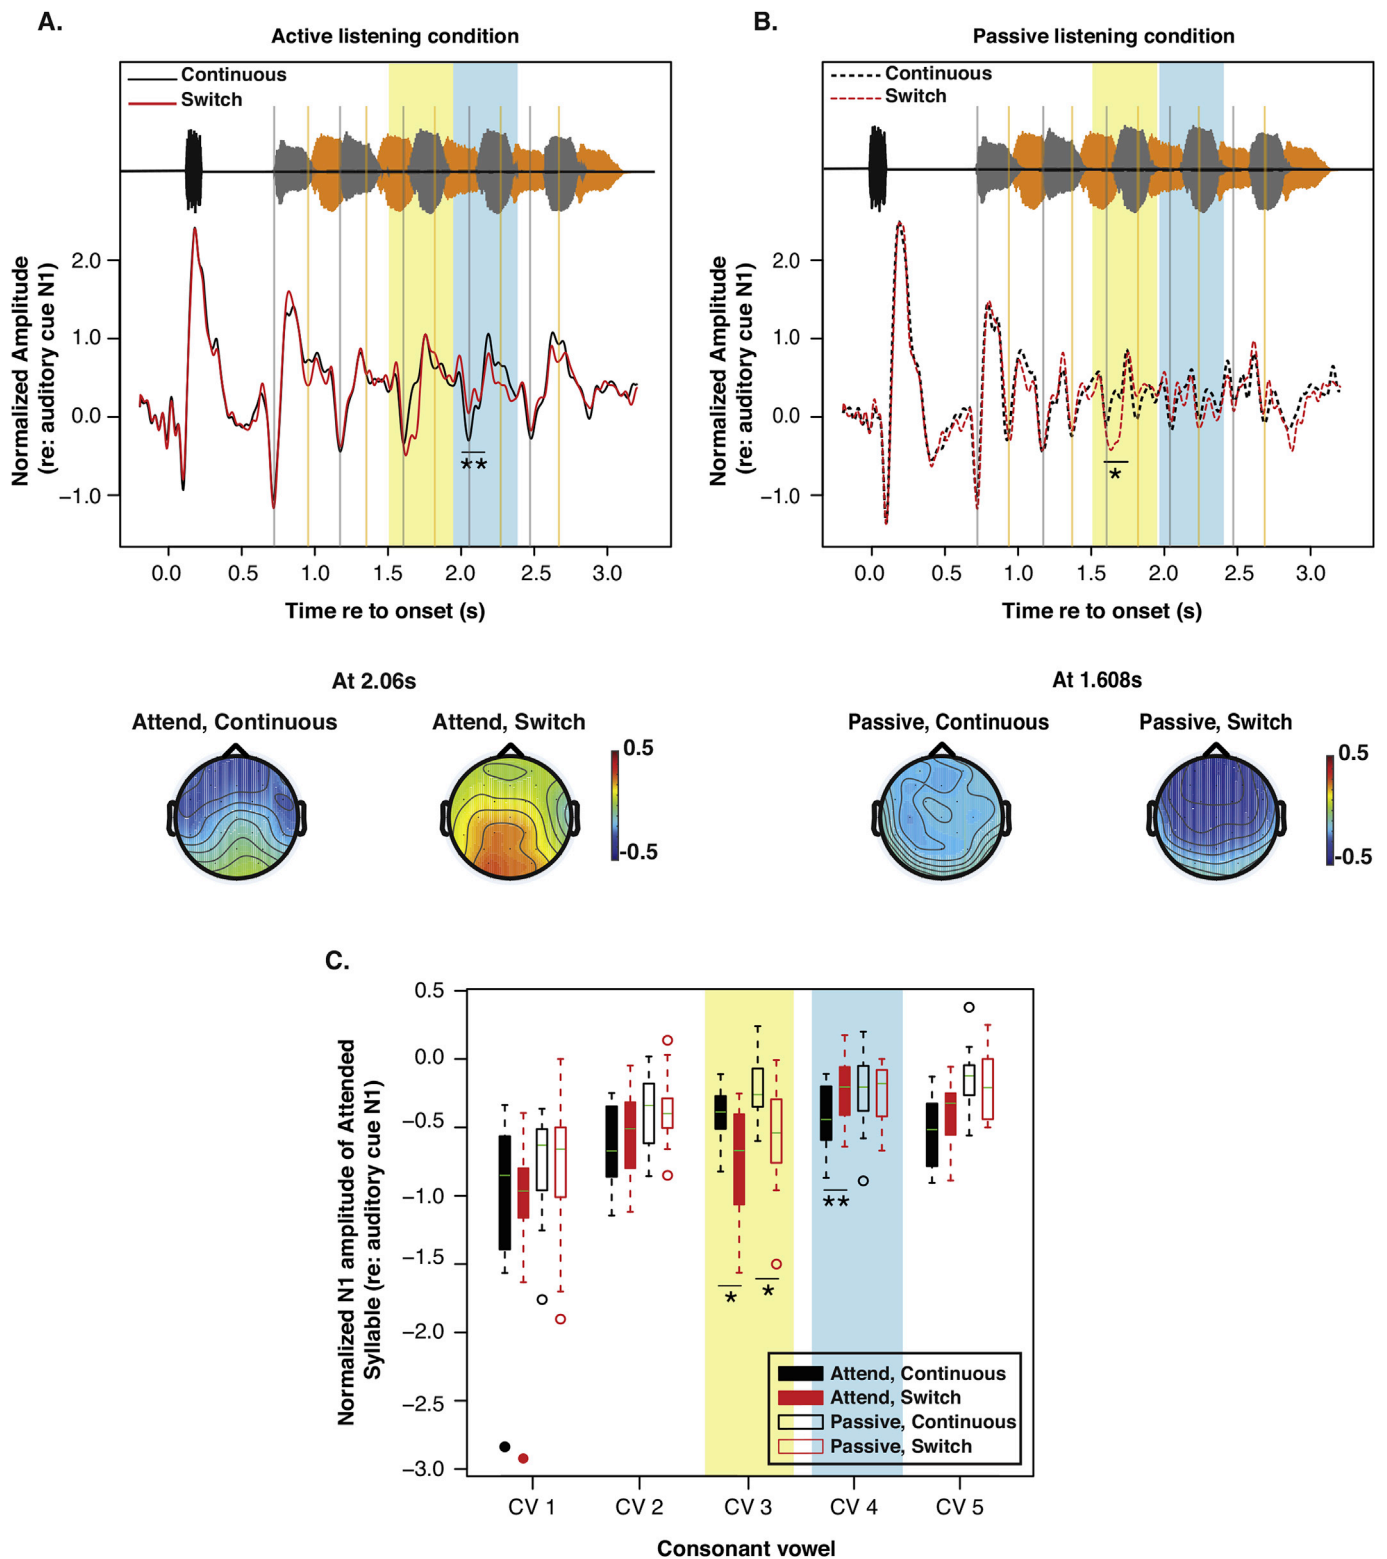 A.
Active listening condition
Continuous
Switch
2.0
1.0
0.0
−1.0
Normalized Amplitude
(re: auditory cue N1)
**
0.0 0.5 1.0 1.5 2.0 2.5 3.0
Time re to onset (s)
B.
Passive listening condition
Continuous
Switch
2.0
1.0
0.0
−1.0
Normalized Amplitude
(re: auditory cue N1)
*
0.0 0.5 1.0 1.5 2.0 2.5 3.0
Time re to onset (s)
At 2.06s
Attend, Continuous
Attend, Switch
0.5
-0.5
At 1.608s
Passive, Continuous
Passive, Switch
0.5
-0.5
C.
0.5
0.0
−0.5
−1.0
−1.5
−2.0
−2.5
−3.0
Normalized N1 amplitude of Attended
Syllable (re: auditory cue N1)
**
* *
Attend, Continuous
Attend, Switch
Passive, Continuous
Passive, Switch
CV 1 CV 2 CV 3 CV 4 CV 5
Consonant vowel